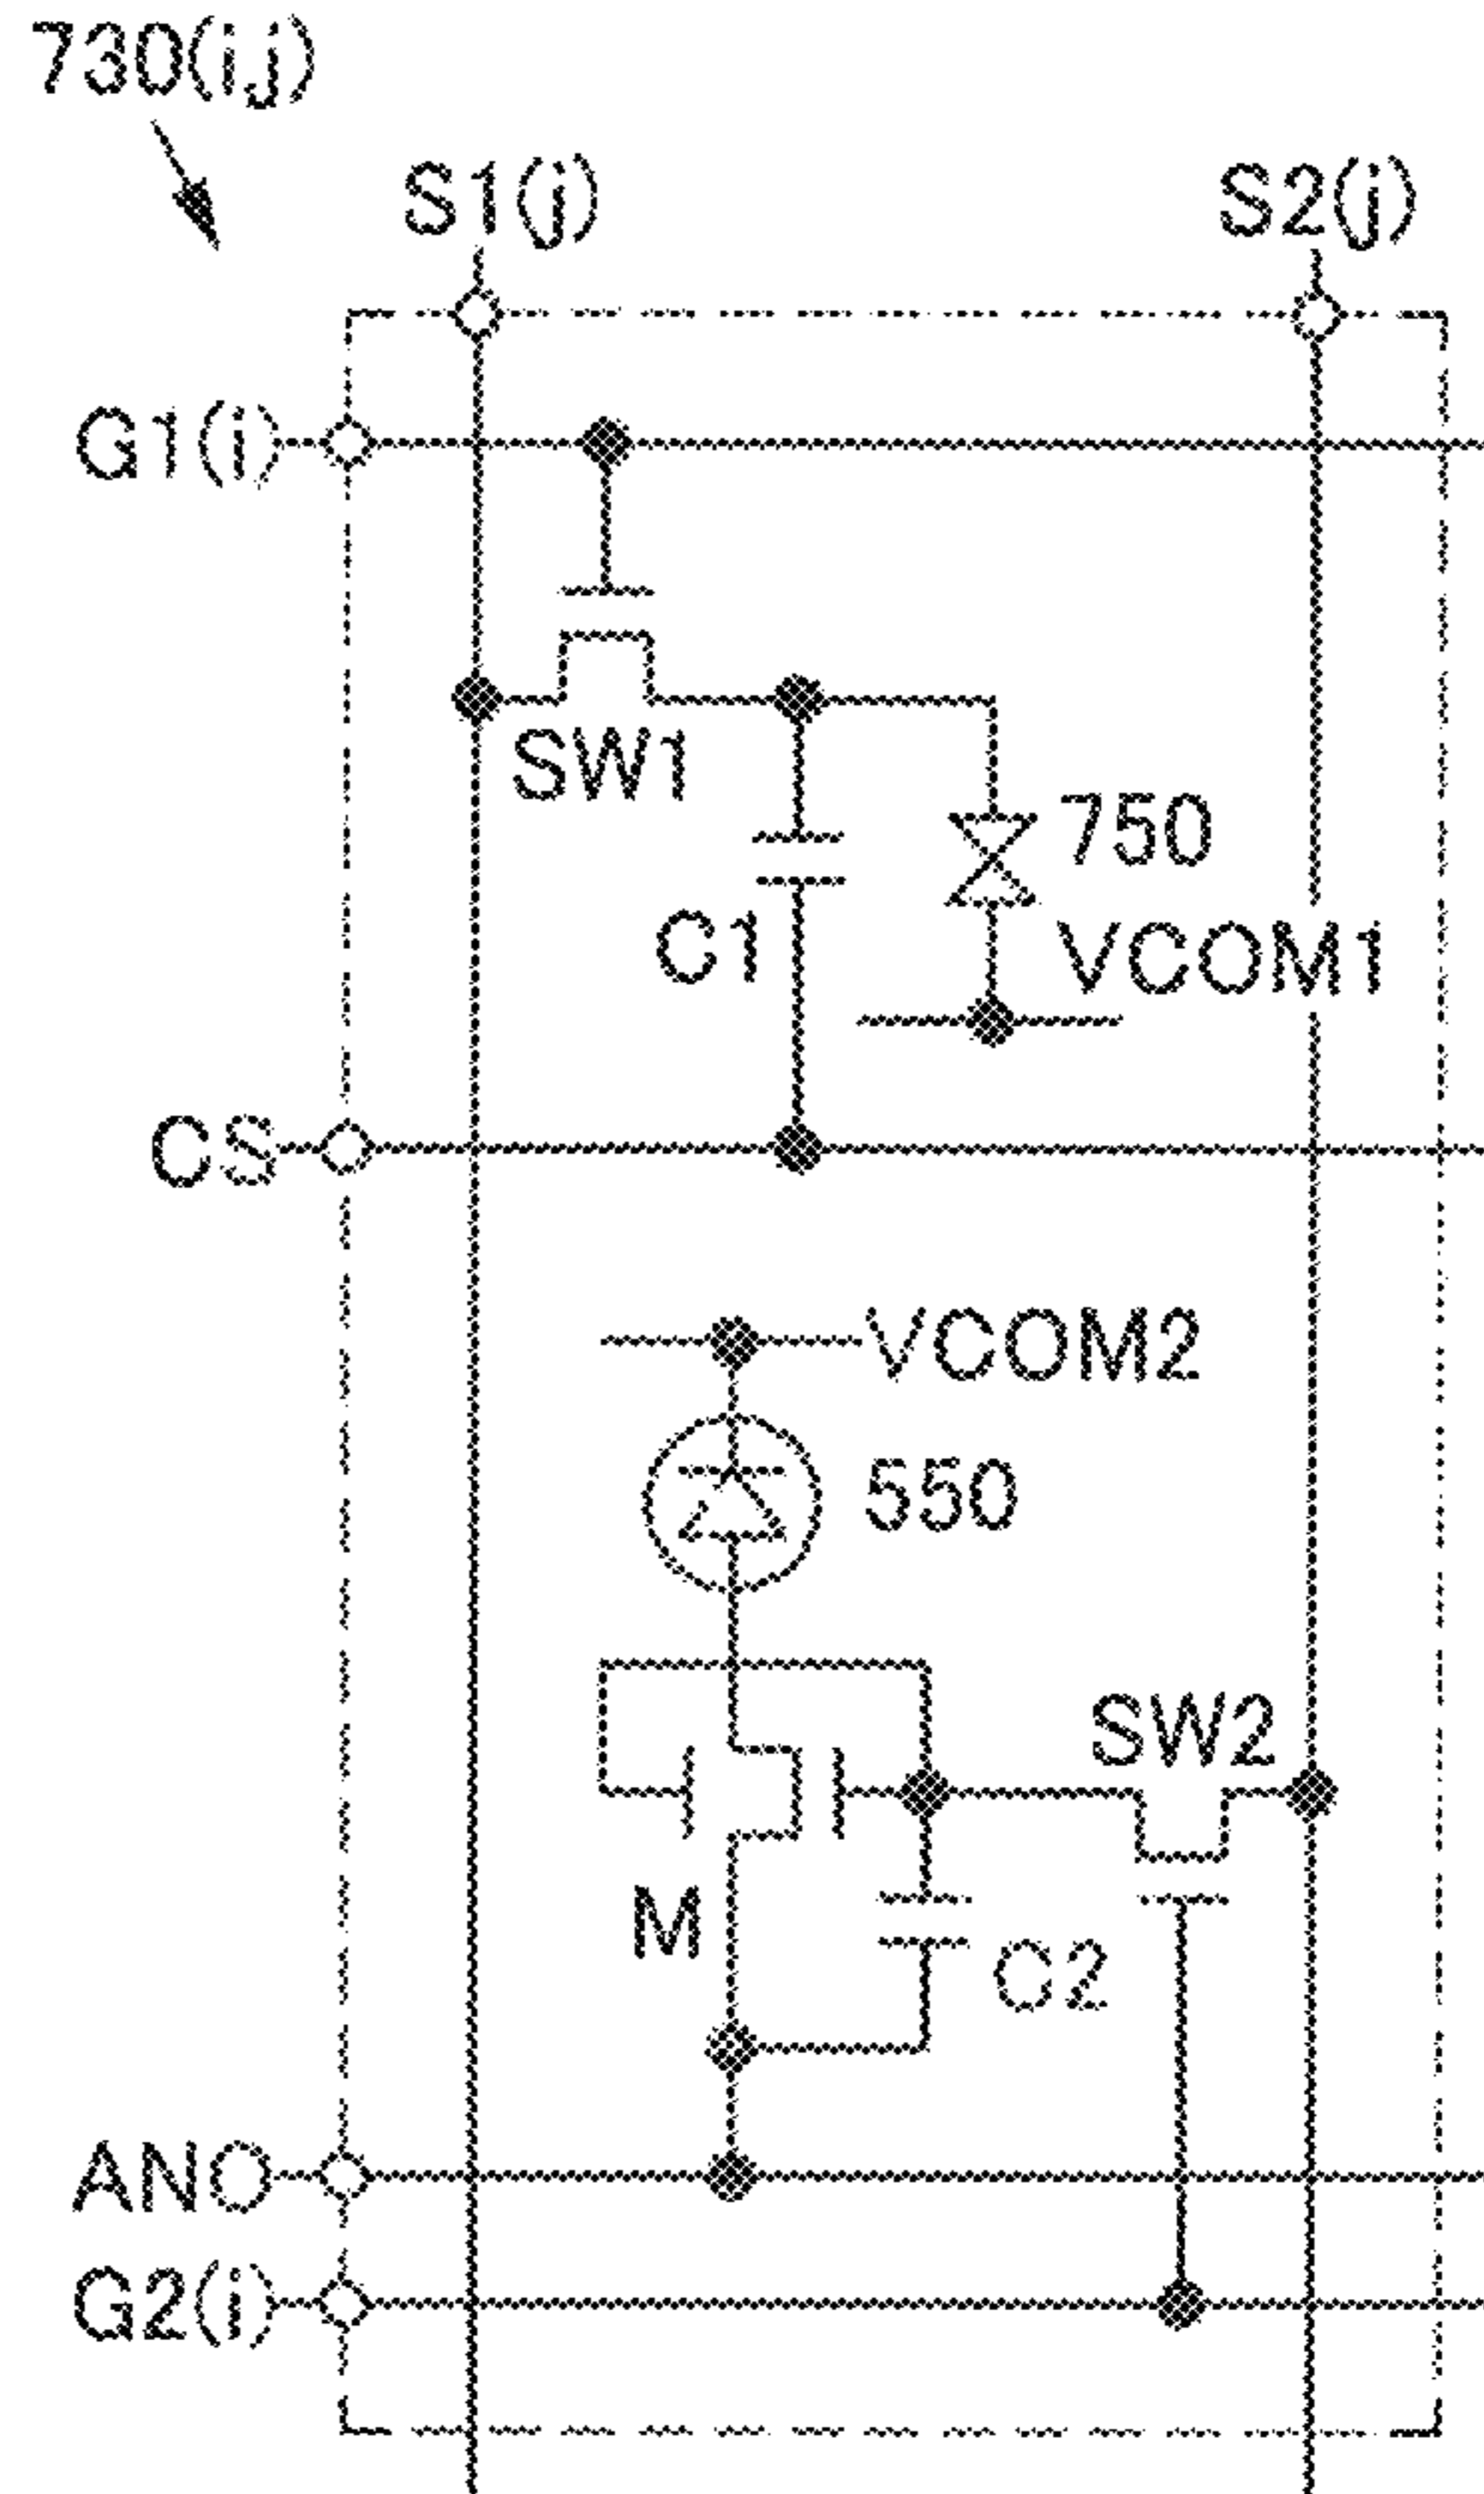 730(i,j)
S1(j)
S2(j)
G1(i)
SW1
750
C1
VCOM1
CS
VCOM2
550
SW2
M
C2
ANO
G2(i)